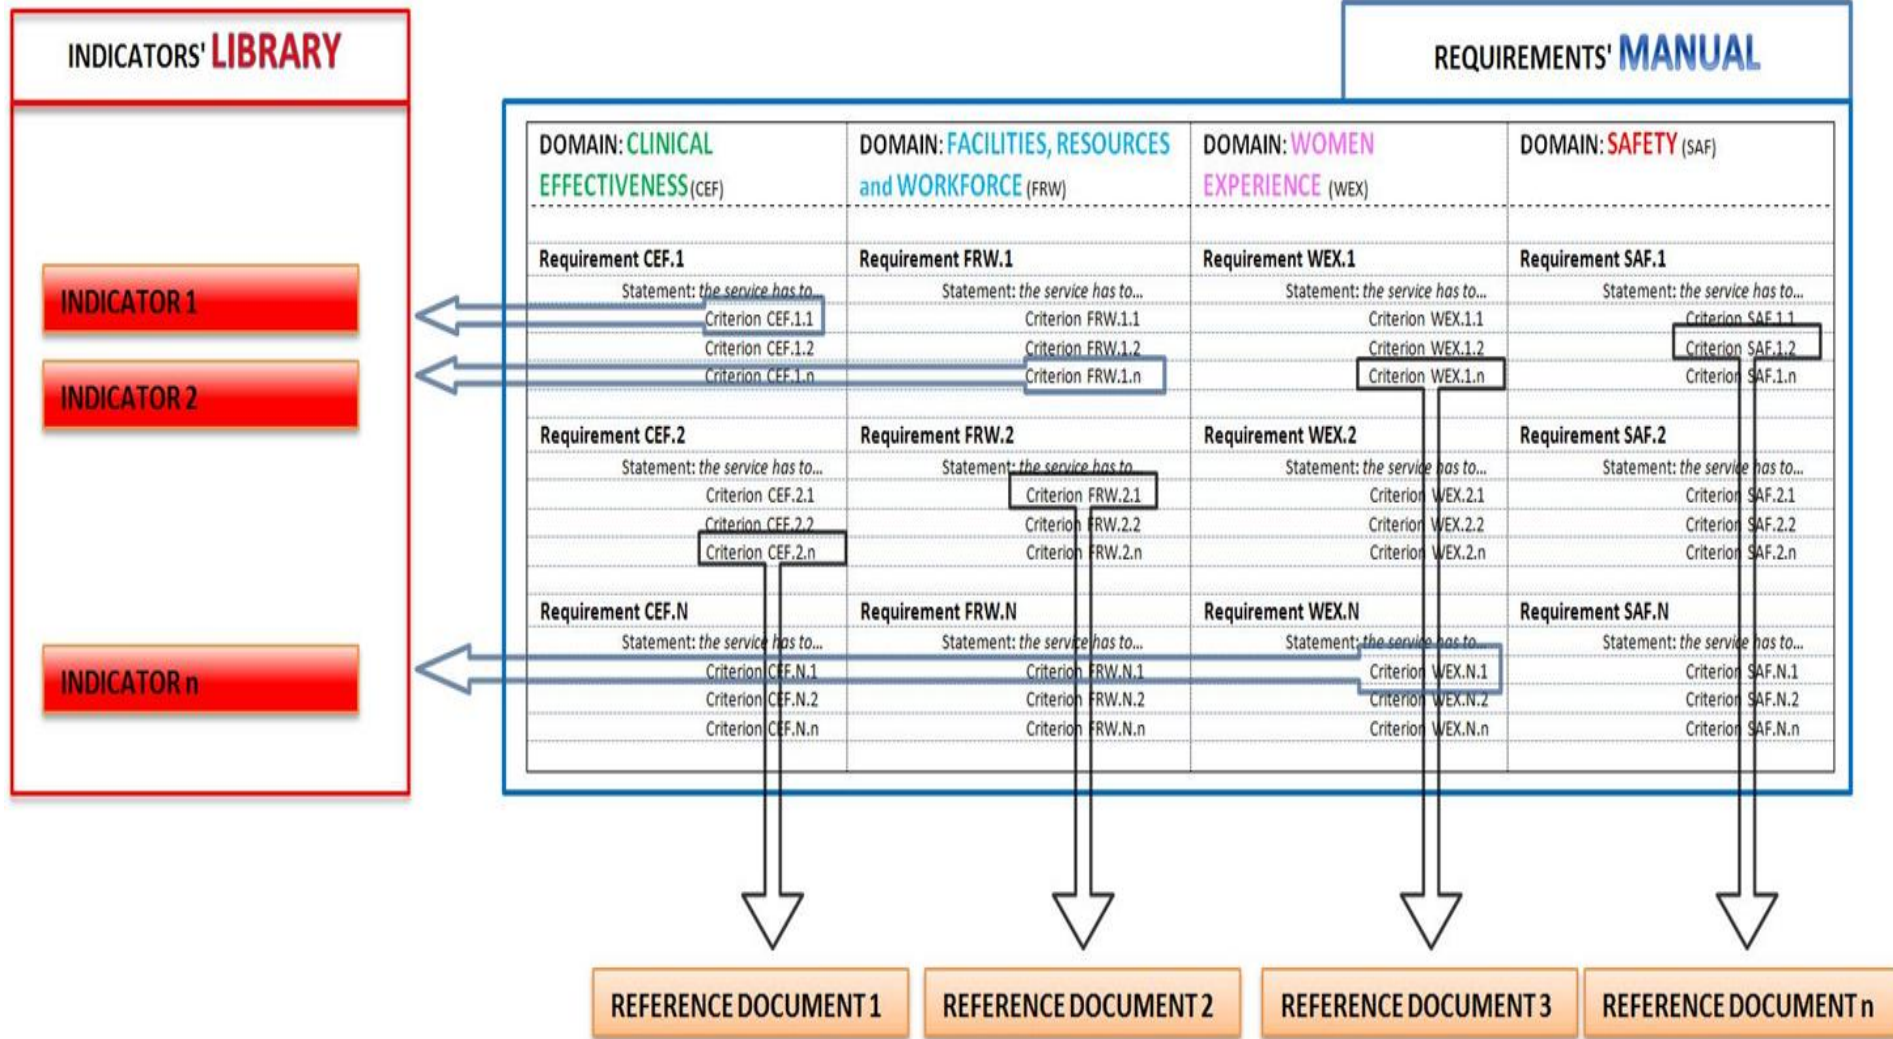 INDICATORS' LIBRARY
INDICATOR 1
INDICATOR 2
INDICATOR n
REQUIREMENTS' MANUAL
DOMAIN: CLINICAL
EFFECTIVENESS (CEF)
Requirement CEF.1
Statement: the service has to...
Criterion CEF.1.1
Criterion CEF.1.2
Criterion CEF.1.n
Requirement CEF.2
Statement: the service has to...
Criterion CEF.2.1
Criterion CEF.2.2
Criterion CEF.2.n
Requirement CEF.N
Statement: the service has to...
Criterion CEF.N.1
Criterion CEF.N.2
Criterion CEF.N.n
DOMAIN: FACILITIES, RESOURCES
and WORKFORCE (FRW)
Requirement FRW.1
Statement: the service has to...
Criterion FRW.1.1
Criterion FRW.1.2
Criterion FRW.1.n
Requirement FRW.2
Statement: the service has to...
Criterion FRW.2.1
Criterion FRW.2.2
Criterion FRW.2.n
Requirement FRW.N
Statement: the service has to...
Criterion FRW.N.1
Criterion FRW.N.2
Criterion FRW.N.n
DOMAIN: WOMEN
EXPERIENCE (WEX)
Requirement WEX.1
Statement: the service has to...
Criterion WEX.1.1
Criterion WEX.1.2
Criterion WEX.1.n
Requirement WEX.2
Statement: the service has to...
Criterion WEX.2.1
Criterion WEX.2.2
Criterion WEX.2.n
Requirement WEX.N
Statement: the service has to...
Criterion WEX.N.1
Criterion WEX.N.2
Criterion WEX.N.n
DOMAIN: SAFETY (SAF)
Requirement SAF.1
Statement: the service has to...
Criterion SAF.1.1
Criterion SAF.1.2
Criterion SAF.1.n
Requirement SAF.2
Statement: the service has to...
Criterion SAF.2.1
Criterion SAF.2.2
Criterion SAF.2.n
Requirement SAF.N
Statement: the service has to...
Criterion SAF.N.1
Criterion SAF.N.2
Criterion SAF.N.n
REFERENCE DOCUMENT 1
REFERENCE DOCUMENT 2
REFERENCE DOCUMENT 3
REFERENCE DOCUMENT n